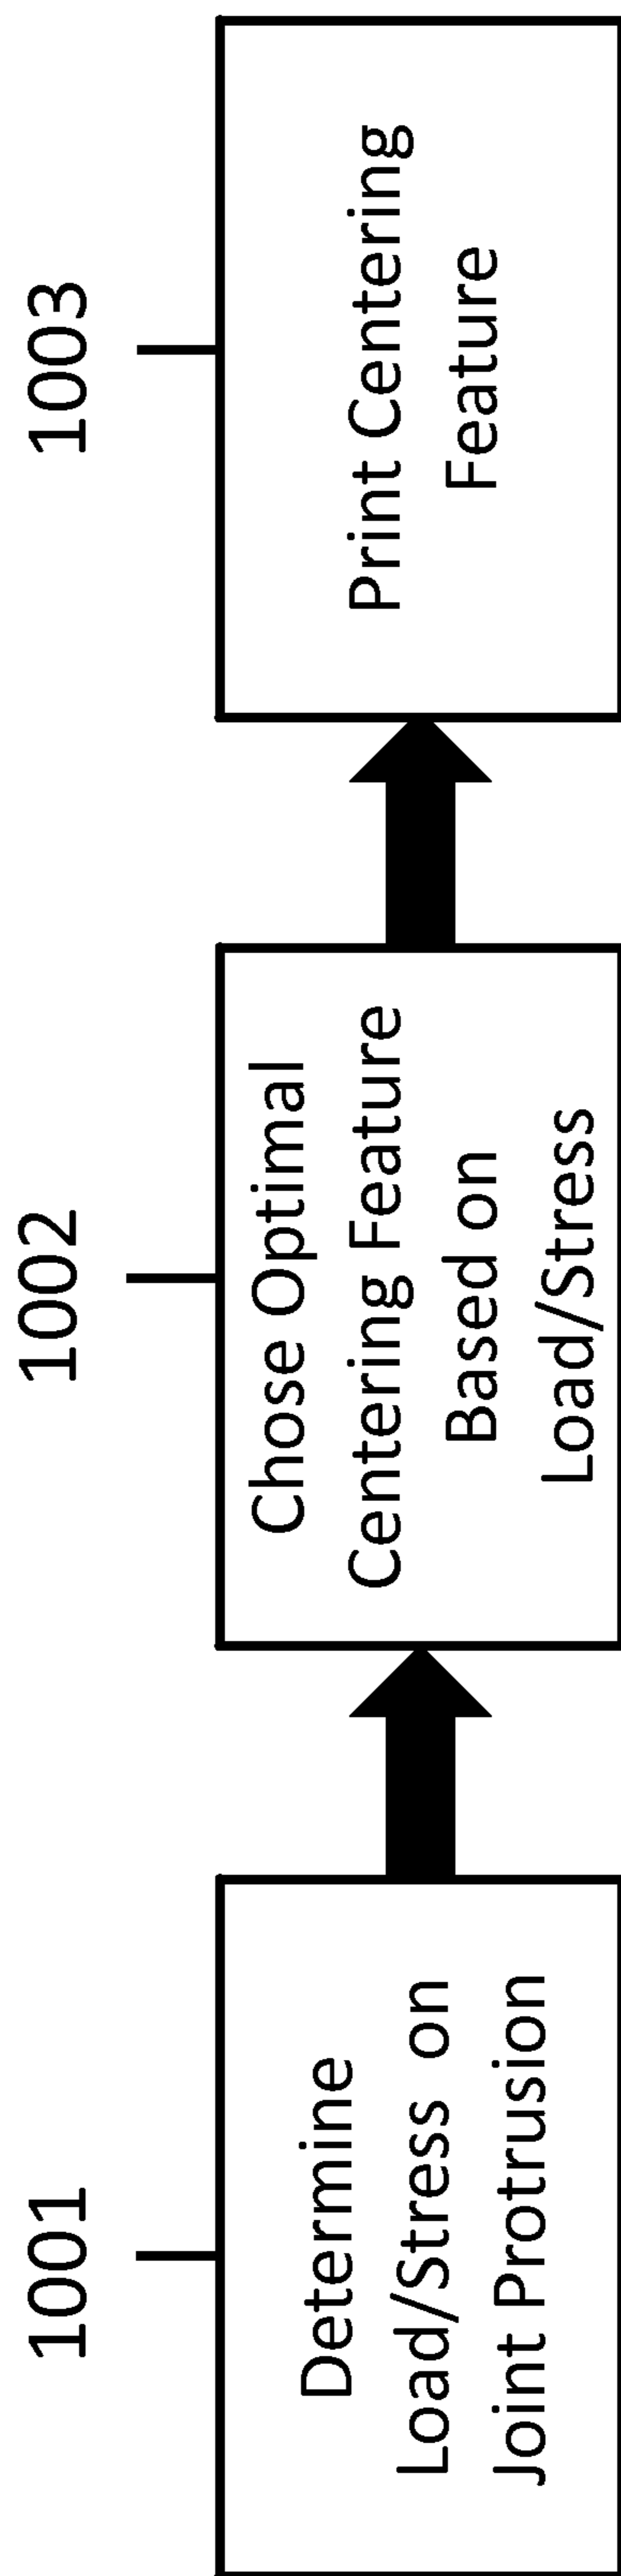 1001
Determine
Load/Stress on
Joint Protrusion
1002
Chose Optimal
Centering Feature
Based on
Load/Stress
1003
Print Centering
Feature